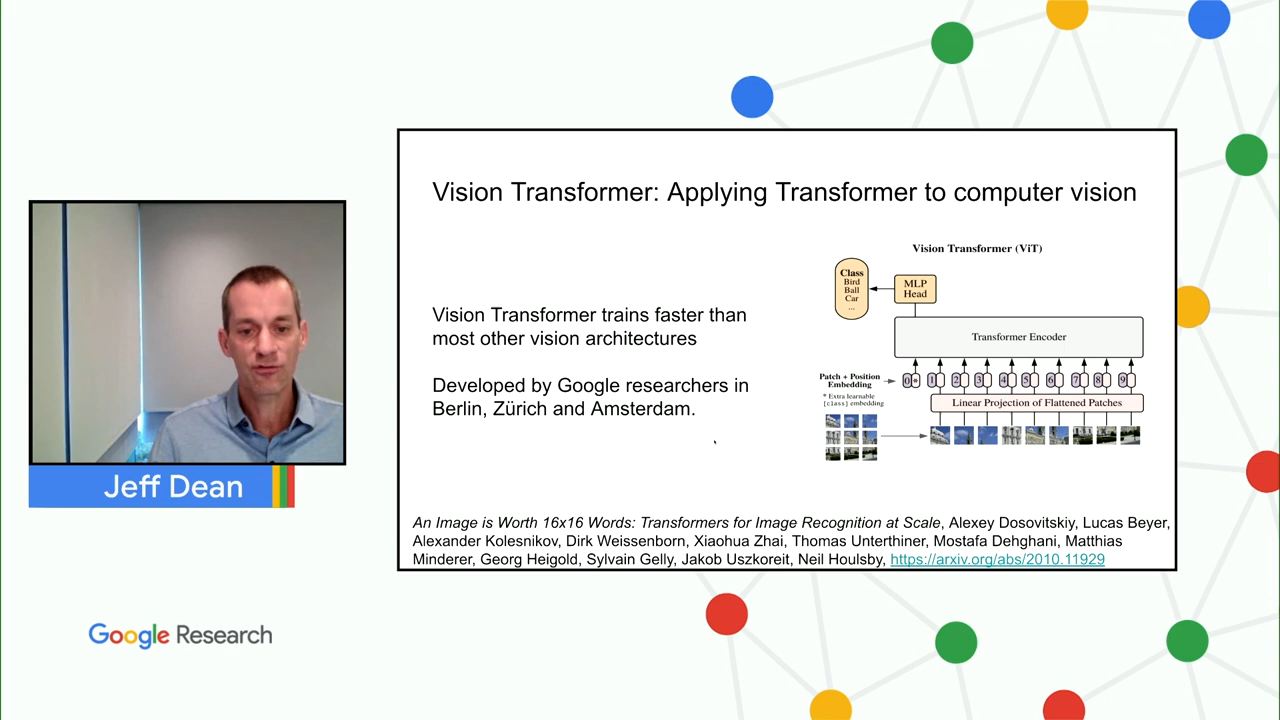 Vision Transformer: Applying Transformer to computer vision
Vision Transformer trains faster than
most other vision architectures
Developed by Google researchers in
Berlin, Zürich and Amsterdam.
Vision Transformer (ViT)
Class
Bird
Ball
Car
...
MLP
Head
Transformer Encoder
Patch + Position
Embedding
* Extra learnable
[class] embedding
0 * 1 2 3 4 5 6 7 8 9
Linear Projection of Flattened Patches
An Image is Worth 16x16 Words: Transformers for Image Recognition at Scale, Alexey Dosovitskiy, Lucas Beyer,
Alexander Kolesnikov, Dirk Weissenborn, Xiaohua Zhai, Thomas Unterthiner, Mostafa Dehghani, Matthias
Minderer, Georg Heigold, Sylvain Gelly, Jakob Uszkoreit, Neil Houlsby, https://arxiv.org/abs/2010.11929
Jeff Dean
Google Research